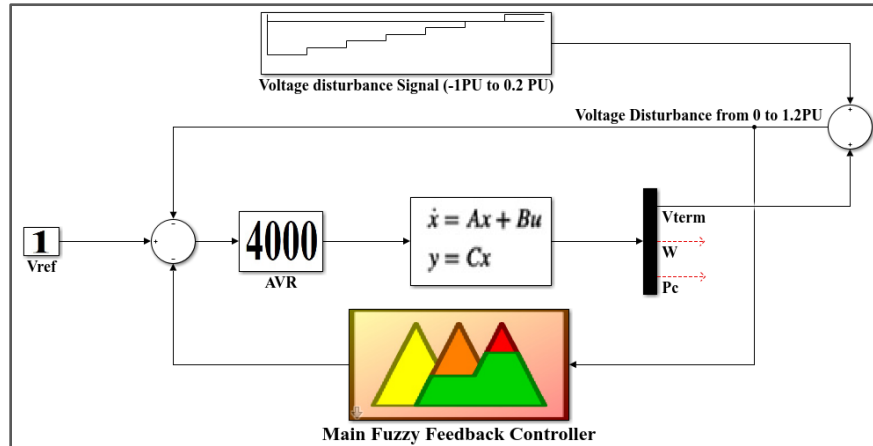 Voltage disturbance Signal (-1PU to 0.2 PU)
Voltage Disturbance from 0 to 1.2PU
+
+
−
+
−
1
Vref
4000
AVR
ẋ = Ax + Bu
y = Cx
Vterm
W
Pc
Main Fuzzy Feedback Controller